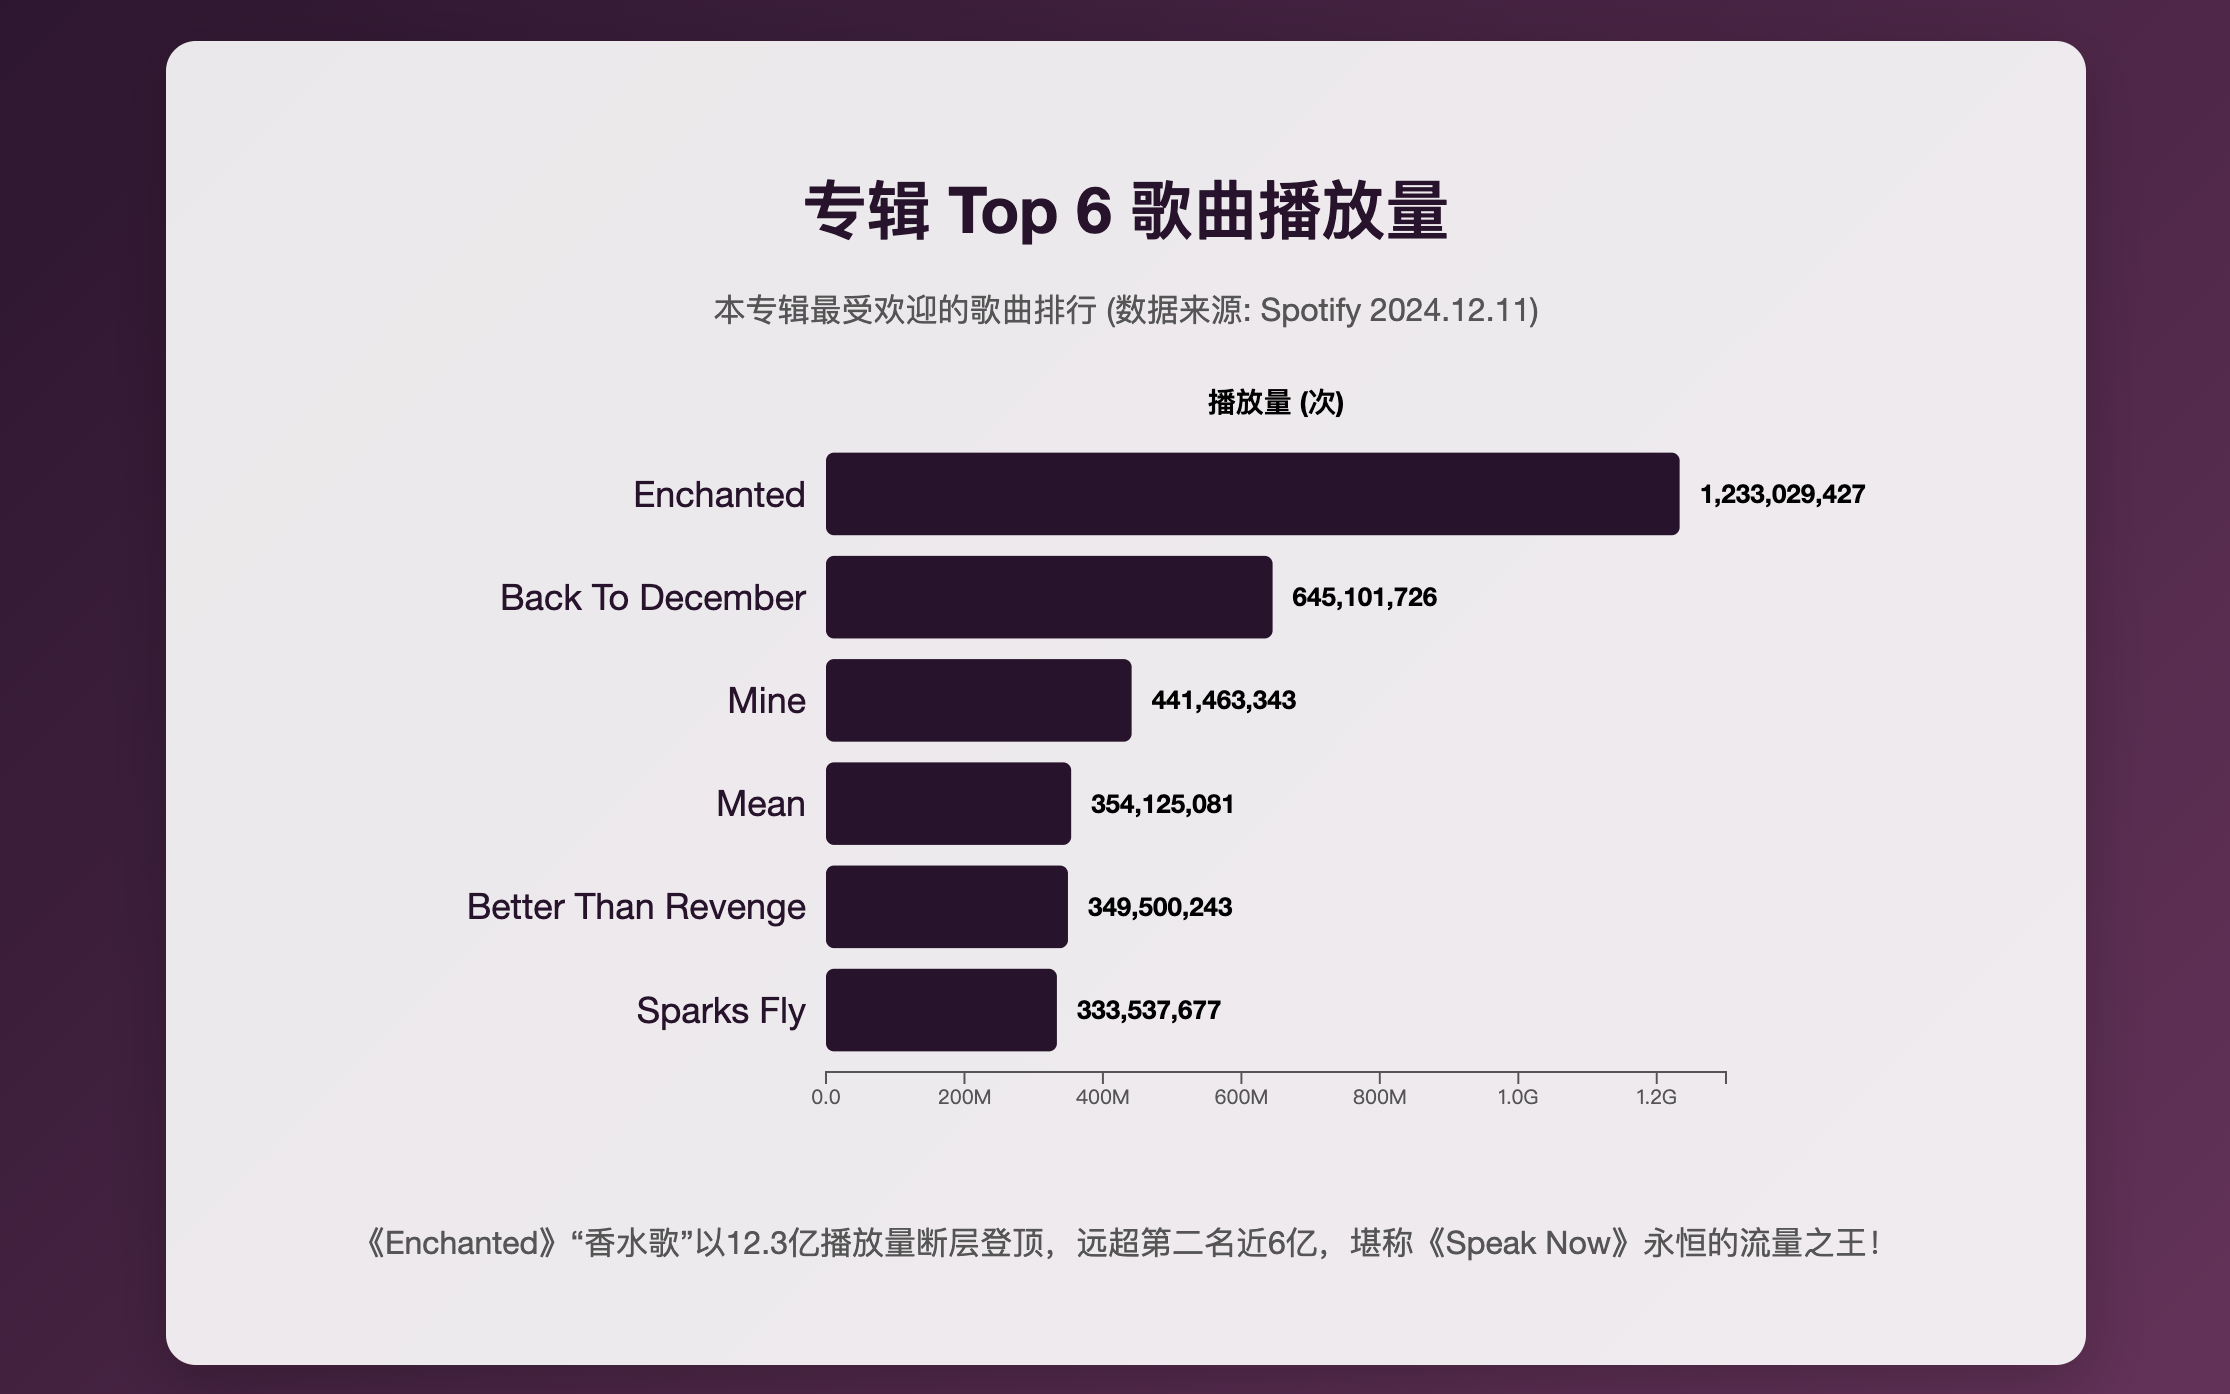 专辑 Top 6 歌曲播放量
本专辑最受欢迎的歌曲排行 (数据来源: Spotify 2024.12.11)
播放量 (次)
Enchanted 1,233,029,427
Back To December 645,101,726
Mine 441,463,343
Mean 354,125,081
Better Than Revenge 349,500,243
Sparks Fly 333,537,677
0.0 200M 400M 600M 800M 1.0G 1.2G
《Enchanted》“香水歌”以12.3亿播放量断层登顶，远超第二名近6亿，堪称《Speak Now》永恒的流量之王！